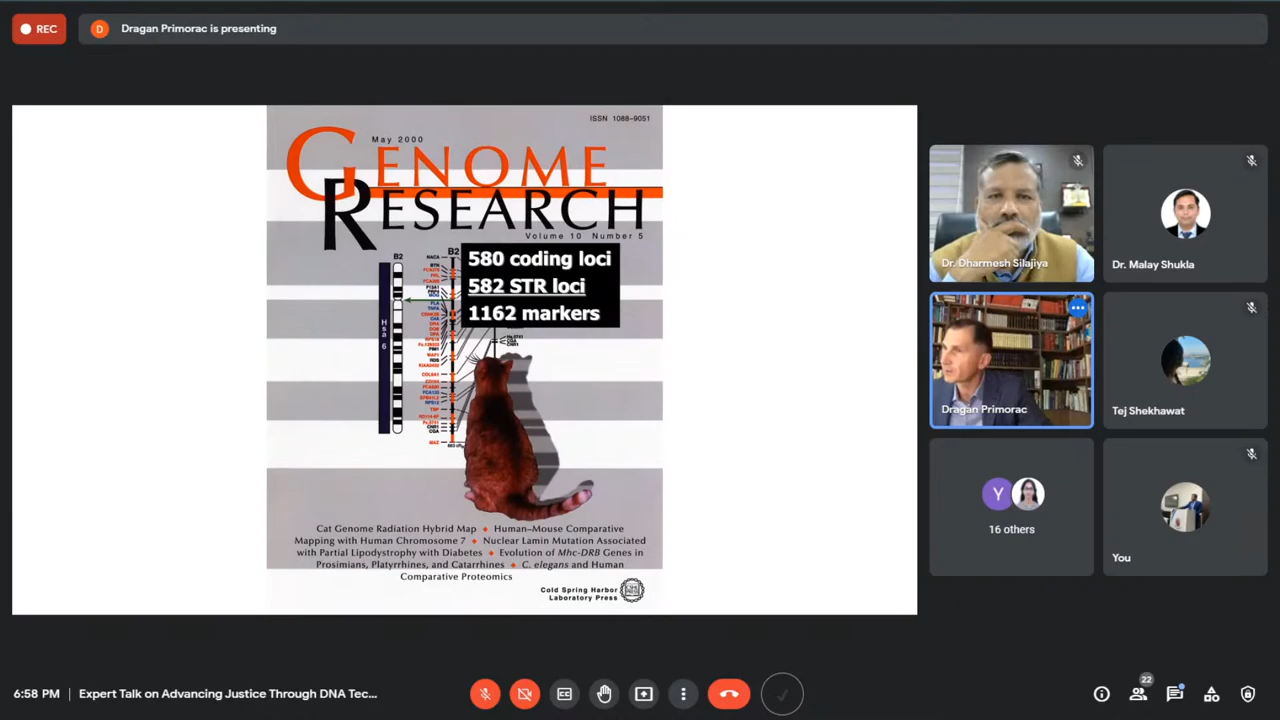 REC
D
Dragan Primorac is presenting
ISSN 1088-9051
May 2000
GENOME
RESEARCH
Volume 10 Number 5
B2
B2
580 coding loci
582 STR loci
1162 markers
Hsa 6
Cat Genome Radiation Hybrid Map ♦ Human–Mouse Comparative
Mapping with Human Chromosome 7 ♦ Nuclear Lamin Mutation Associated
with Partial Lipodystrophy with Diabetes ♦ Evolution of Mhc-DRB Genes in
Prosimians, Platyrrhines, and Catarrhines ♦ C. elegans and Human
Comparative Proteomics
Cold Spring Harbor
Laboratory Press
Dr. Dharmesh Silajiya
Dr. Malay Shukla
Dragan Primorac
Tej Shekhawat
Y
16 others
You
6:58 PM | Expert Talk on Advancing Justice Through DNA Tec...
22